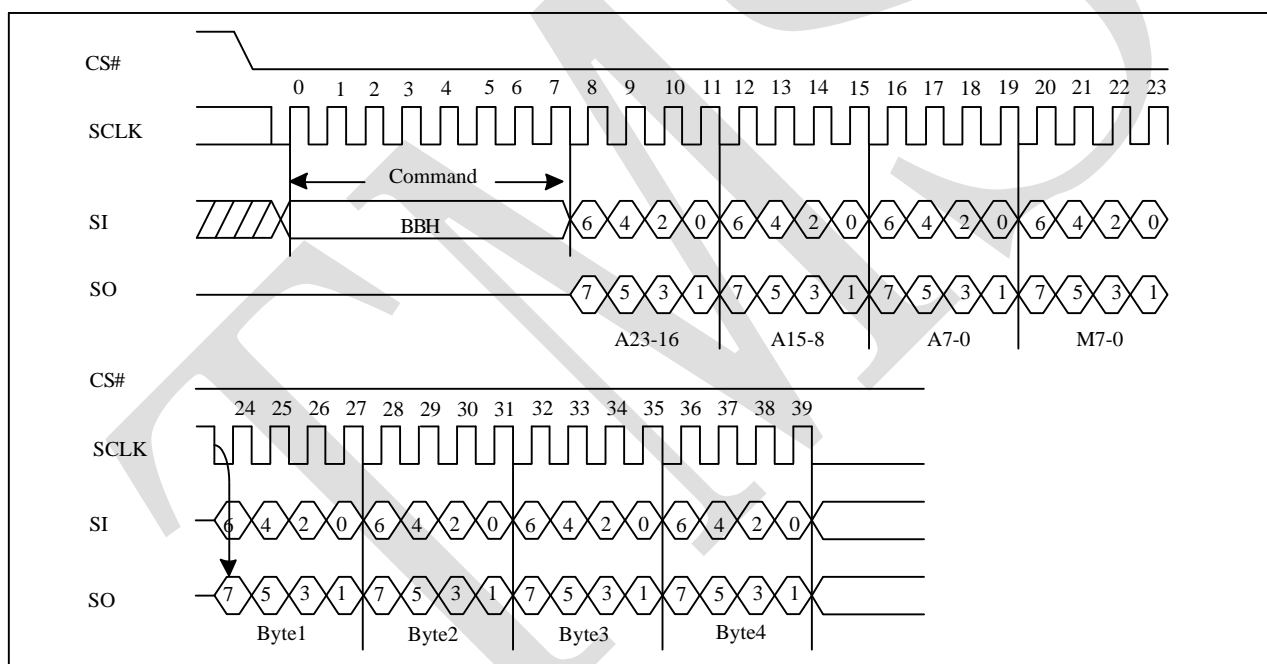 CS#
0 1 2 3 4 5 6 7 8 9 10 11 12 13 14 15 16 17 18 19 20 21 22 23
SCLK
Command
SI
BBH
6 4 2 0 6 4 2 0 6 4 2 0 6 4 2 0
SO
7 5 3 1 7 5 3 1 7 5 3 1 7 5 3 1
A23-16 A15-8 A7-0 M7-0
CS#
24 25 26 27 28 29 30 31 32 33 34 35 36 37 38 39
SCLK
SI
6 4 2 0 6 4 2 0 6 4 2 0 6 4 2 0
SO
7 5 3 1 7 5 3 1 7 5 3 1 7 5 3 1
Byte1 Byte2 Byte3 Byte4